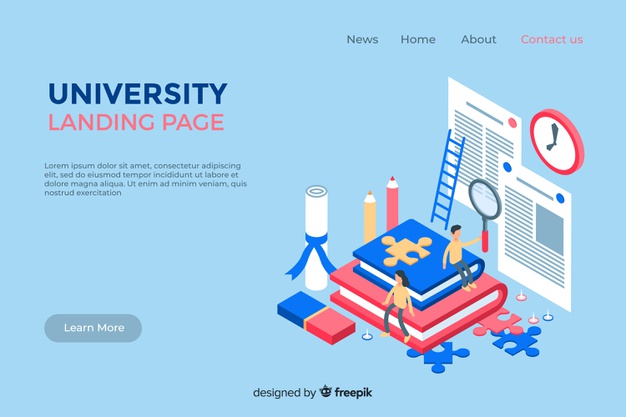 News Home About Contact us
UNIVERSITY
LANDING PAGE
Lorem ipsum dolor sit amet, consectetur adipiscing
elit, sed do eiusmod tempor incididunt ut labore et
dolore magna aliqua. Ut enim ad minim veniam, quis
nostrud exercitation
Learn More
designed by freepik